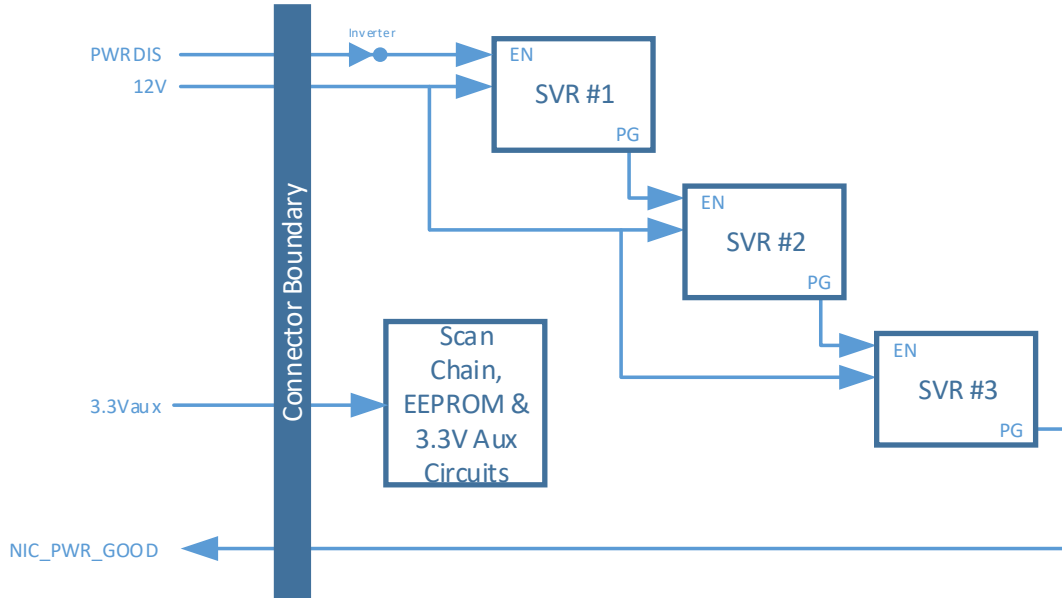 PWRDIS
12V
Inverter
EN
SVR #1
PG
EN
SVR #2
PG
EN
SVR #3
PG
Connector Boundary
Scan
Chain,
EEPROM &
3.3V Aux
Circuits
3.3Vaux
NIC_PWR_GOOD